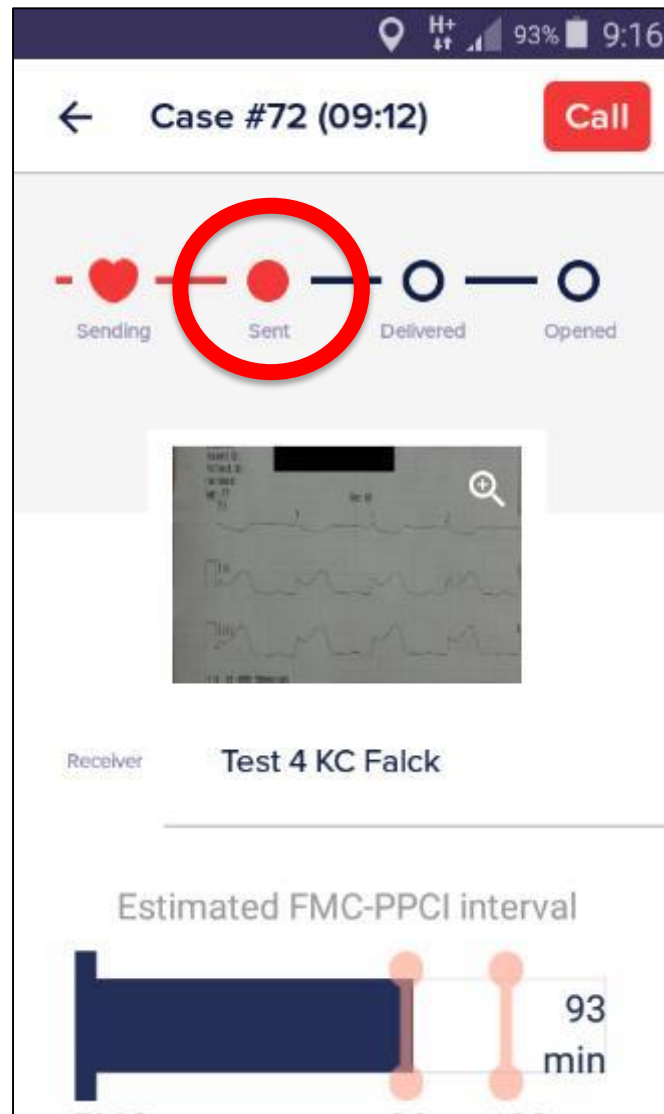 H+ 93% 9:16
Case #72 (09:12) Call
Sending Sent Delivered Opened
Receiver Test 4 KC Falck
Estimated FMC-PPCI interval
93
min